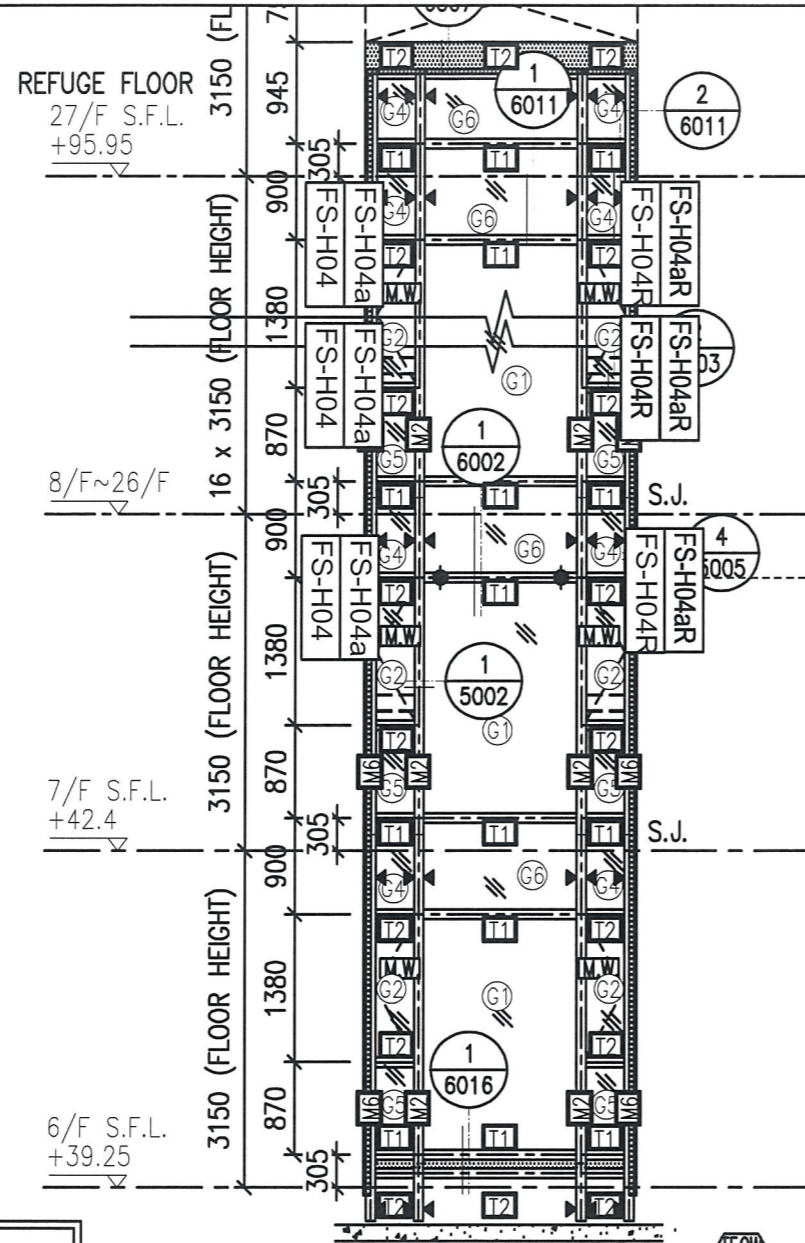 REFUGE FLOOR
27/F S.F.L.
+95.95
8/F~26/F
7/F S.F.L.
+42.4
6/F S.F.L.
+39.25
3150 (FL
16 x 3150 (FLOOR HEIGHT)
3150 (FLOOR HEIGHT)
3150 (FLOOR HEIGHT)
945
305
900
1380
870
305
900
1380
870
305
900
1380
870
305
T2 T2 T2
1
6011
2
6011
G4 G6 G4
T1 T1 T1
G4 G6 G4
FS-H04
FS-H04a
FS-H04R
FS-H04aR
T2 T1 T2
M.W. M.W.
FS-H04
FS-H04a
FS-H04R
FS-H04aR
G2 G2
03
G1
T2 T2
M2 M2
1
6002
G5 G5
T1 T1 T1
S.J.
G4 G6 G4
4
5005
FS-H04
FS-H04a
FS-H04R
FS-H04aR
T2 T1 T2
M.W. M.W.
G2 G2
1
5002
G1
T2 T2
M6 M2 M2 M6
G5 G5
T1 T1 T1
S.J.
G4 G6 G4
T2 T1 T2
M.W. M.W.
G2 G1 G2
T2 T2
1
6016
G5 G5
M6 M2 M2 M6
T1 T1 T1
T2 T2 T2